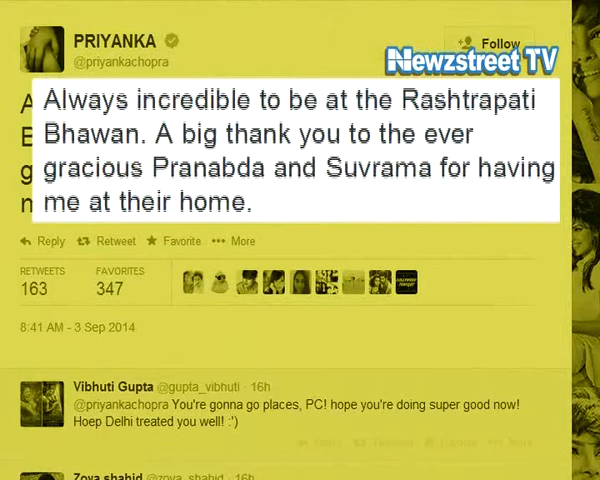 PRIYANKA
@priyankachopra
Follow
Newzstreet TV
Always incredible to be at the Rashtrapati
Bhawan. A big thank you to the ever
gracious Pranabda and Suvrama for having
me at their home.
Reply Retweet Favorite More
RETWEETS FAVORITES
163 347
8:41 AM - 3 Sep 2014
Vibhuti Gupta @gupta_vibhuti · 16h
@priyankachopra You're gonna go places, PC! hope you're doing super good now!
Hoep Delhi treated you well! :')
Zoya shahid @zoya_shahid · 16h